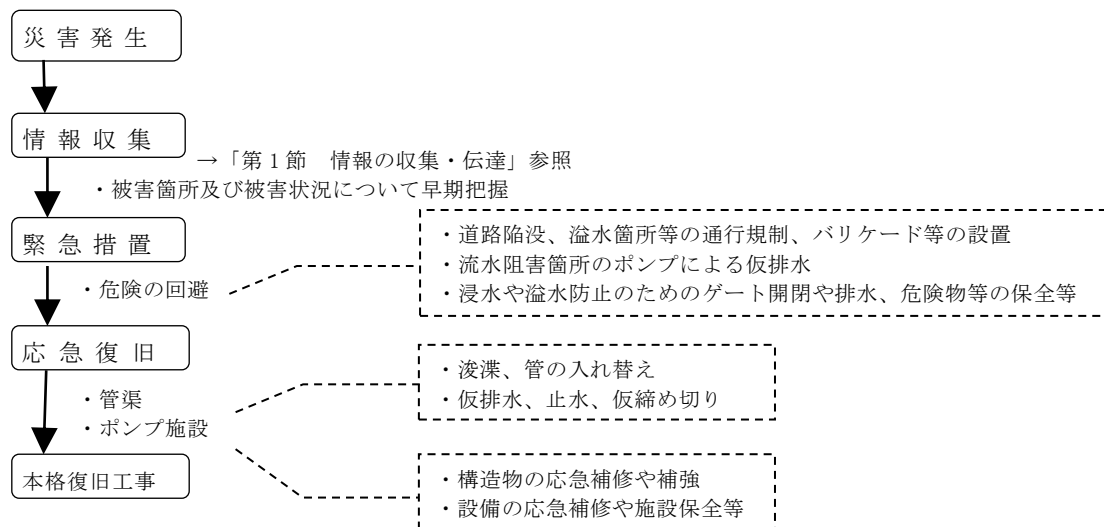 災害発生
情報収集
→「第1節　情報の収集・伝達」参照
・被害箇所及び被害状況について早期把握
緊急措置
・危険の回避
・道路陥没、溢水箇所等の通行規制、バリケード等の設置
・流水阻害箇所のポンプによる仮排水
・浸水や溢水防止のためのゲート開閉や排水、危険物等の保全等
応急復旧
・管渠
・ポンプ施設
・浚渫、管の入れ替え
・仮排水、止水、仮締め切り
・構造物の応急補修や補強
・設備の応急補修や施設保全等
本格復旧工事